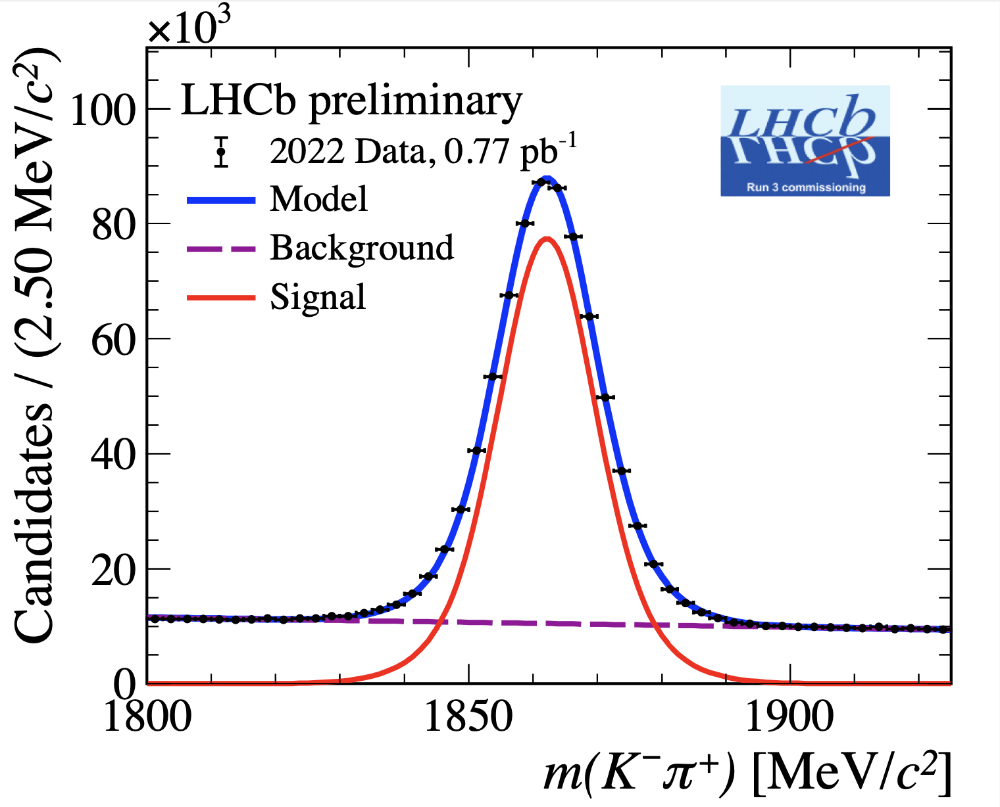 ×10³
Candidates / (2.50 MeV/c²)
100
80
60
40
20
0
LHCb preliminary
2022 Data, 0.77 pb⁻¹
Model
Background
Signal
LHCb
LHCb
Run 3 commissioning
1800
1850
1900
m(K⁻π⁺) [MeV/c²]